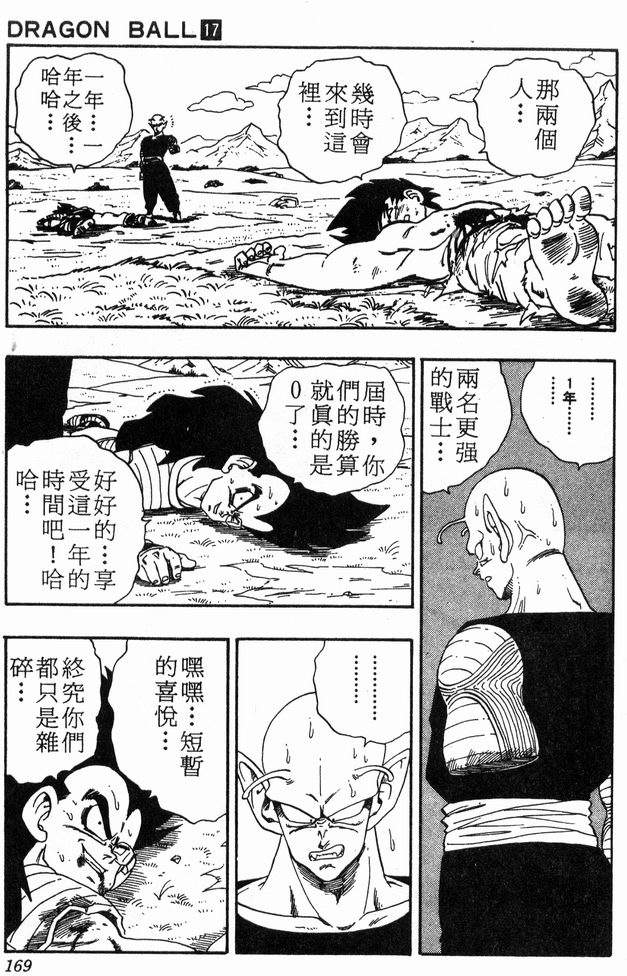 DRAGON BALL 17
那兩個
人…
幾時會
來到這
裡…
一年…一
年之後…
哈哈…
………
1年………
兩名更强
的戰士…
屆時，你
們的勝算
就眞的是
0了…
好好的…享
受這一年的
時間吧！哈
哈…
………
嘿嘿…短暫
的喜悅…
終究你們
都只是雜
碎…
169